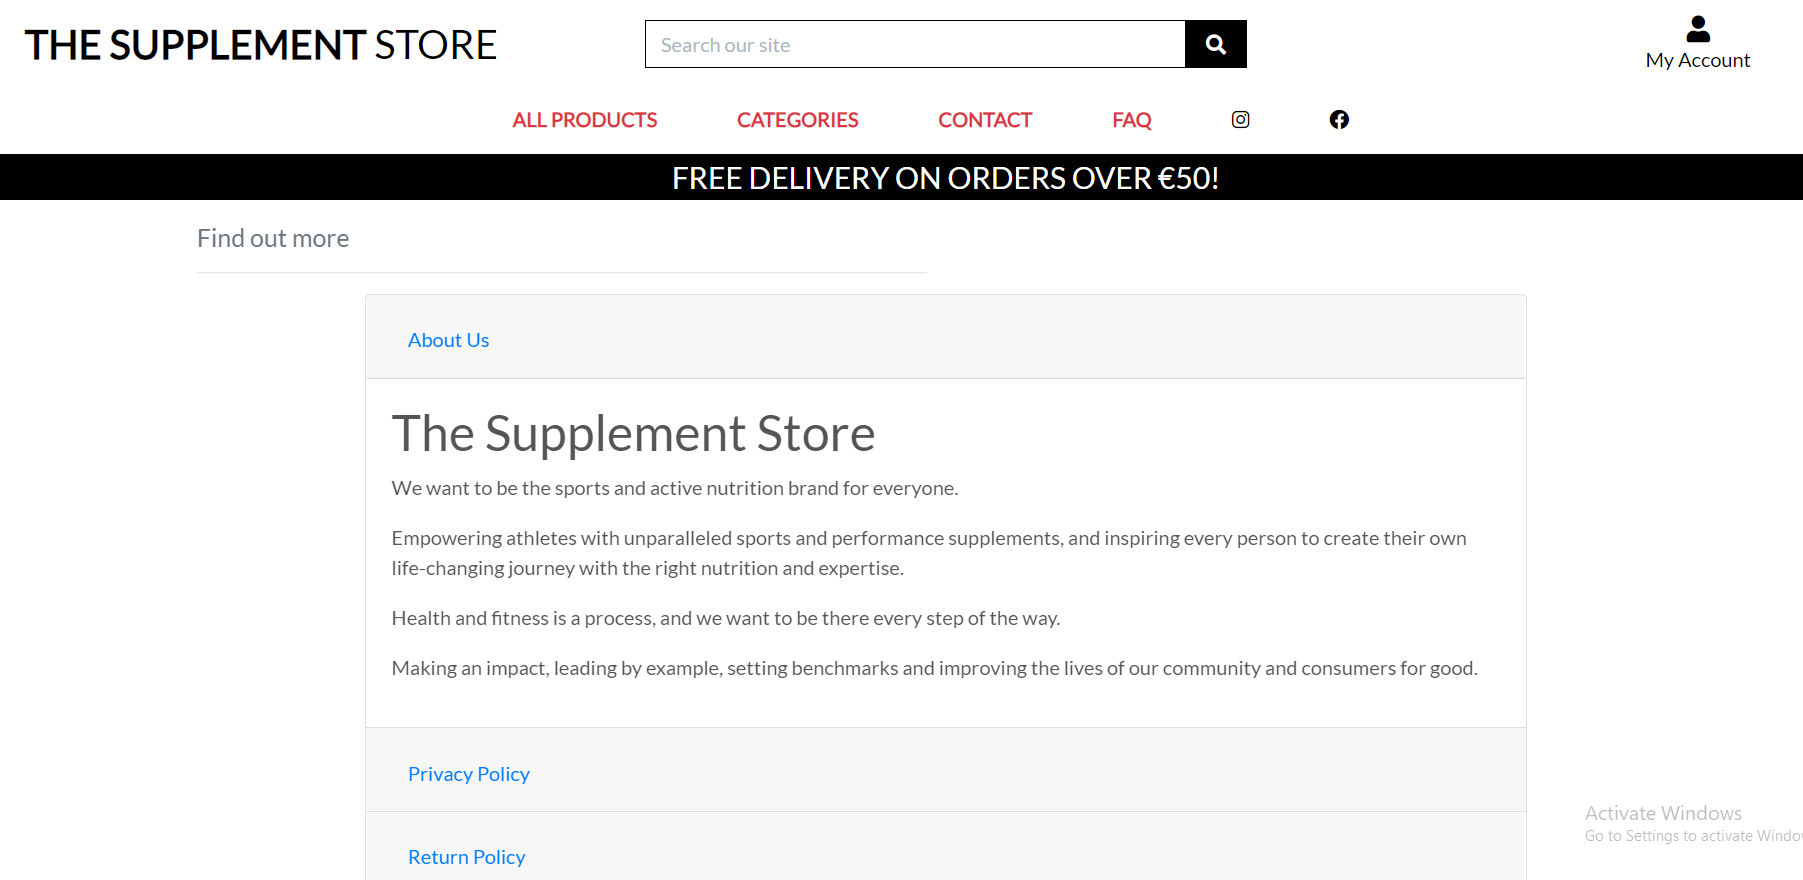 THE SUPPLEMENT STORE
Search our site
My Account
ALL PRODUCTS
CATEGORIES
CONTACT
FAQ
FREE DELIVERY ON ORDERS OVER €50!
Find out more
About Us
The Supplement Store
We want to be the sports and active nutrition brand for everyone.
Empowering athletes with unparalleled sports and performance supplements, and inspiring every person to create their own
life-changing journey with the right nutrition and expertise.
Health and fitness is a process, and we want to be there every step of the way.
Making an impact, leading by example, setting benchmarks and improving the lives of our community and consumers for good.
Privacy Policy
Return Policy
Activate Windows
Go to Settings to activate Windo